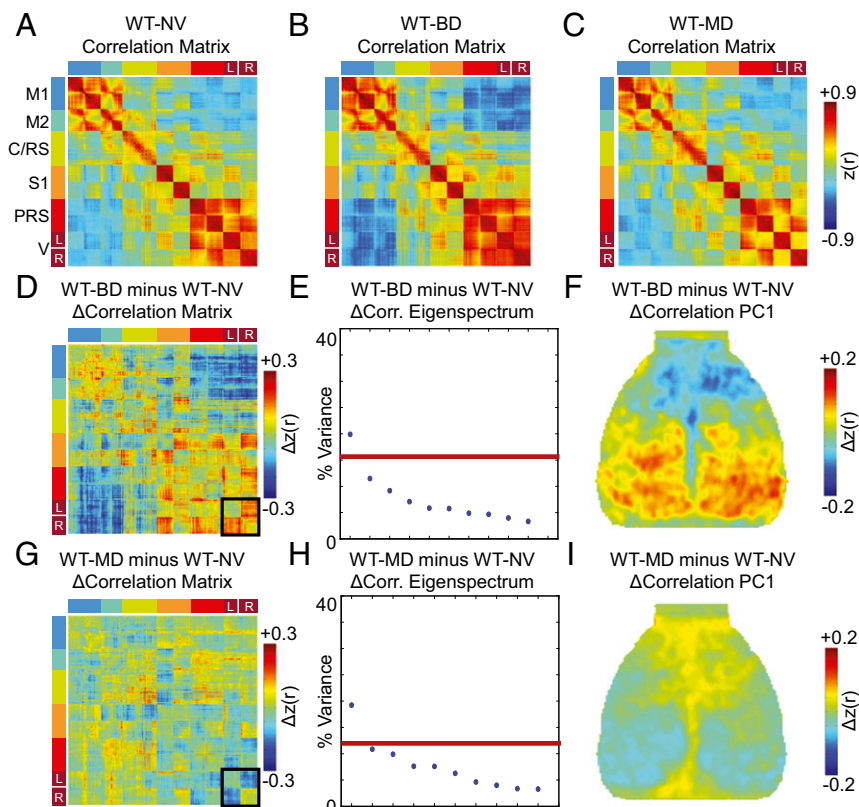 A
WT-NV
Correlation Matrix
B
WT-BD
Correlation Matrix
C
WT-MD
Correlation Matrix
L
R
L
R
L
R
M1
M2
C/RS
S1
PRS
V
L
R
+0.9
z(r)
-0.9
D
WT-BD minus WT-NV
ΔCorrelation Matrix
E
WT-BD minus WT-NV
ΔCorr. Eigenspectrum
F
WT-BD minus WT-NV
ΔCorrelation PC1
L
R
L
R
+0.3
Δz(r)
-0.3
40
% Variance
0
+0.2
Δz(r)
-0.2
G
WT-MD minus WT-NV
ΔCorrelation Matrix
H
WT-MD minus WT-NV
ΔCorr. Eigenspectrum
I
WT-MD minus WT-NV
ΔCorrelation PC1
L
R
L
R
+0.3
Δz(r)
-0.3
40
% Variance
0
+0.2
Δz(r)
-0.2